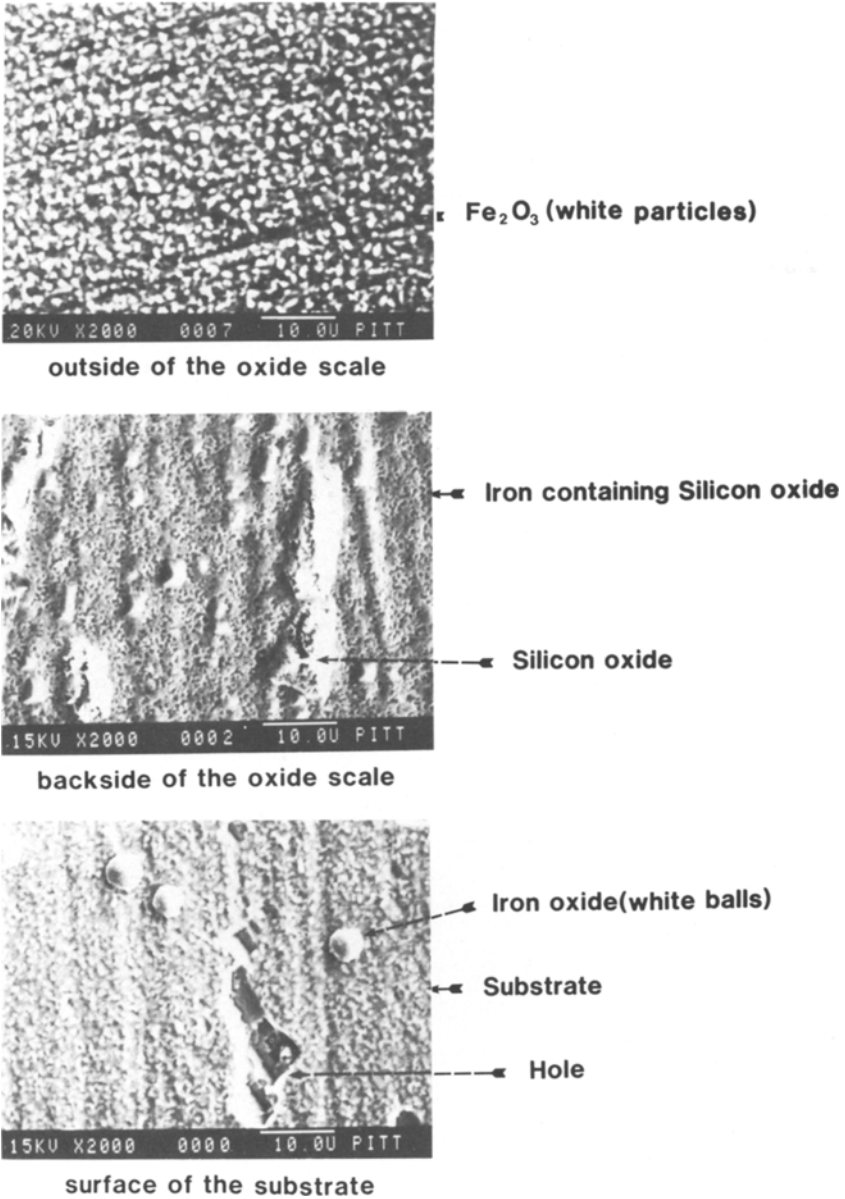 Fe₂O₃ (white particles)
20KV X2000 0007 10.0U PITT
outside of the oxide scale
Iron containing Silicon oxide
Silicon oxide
15KV X2000 0002 10.0U PITT
backside of the oxide scale
Iron oxide(white balls)
Substrate
Hole
15KV X2000 0000 10.0U PITT
surface of the substrate